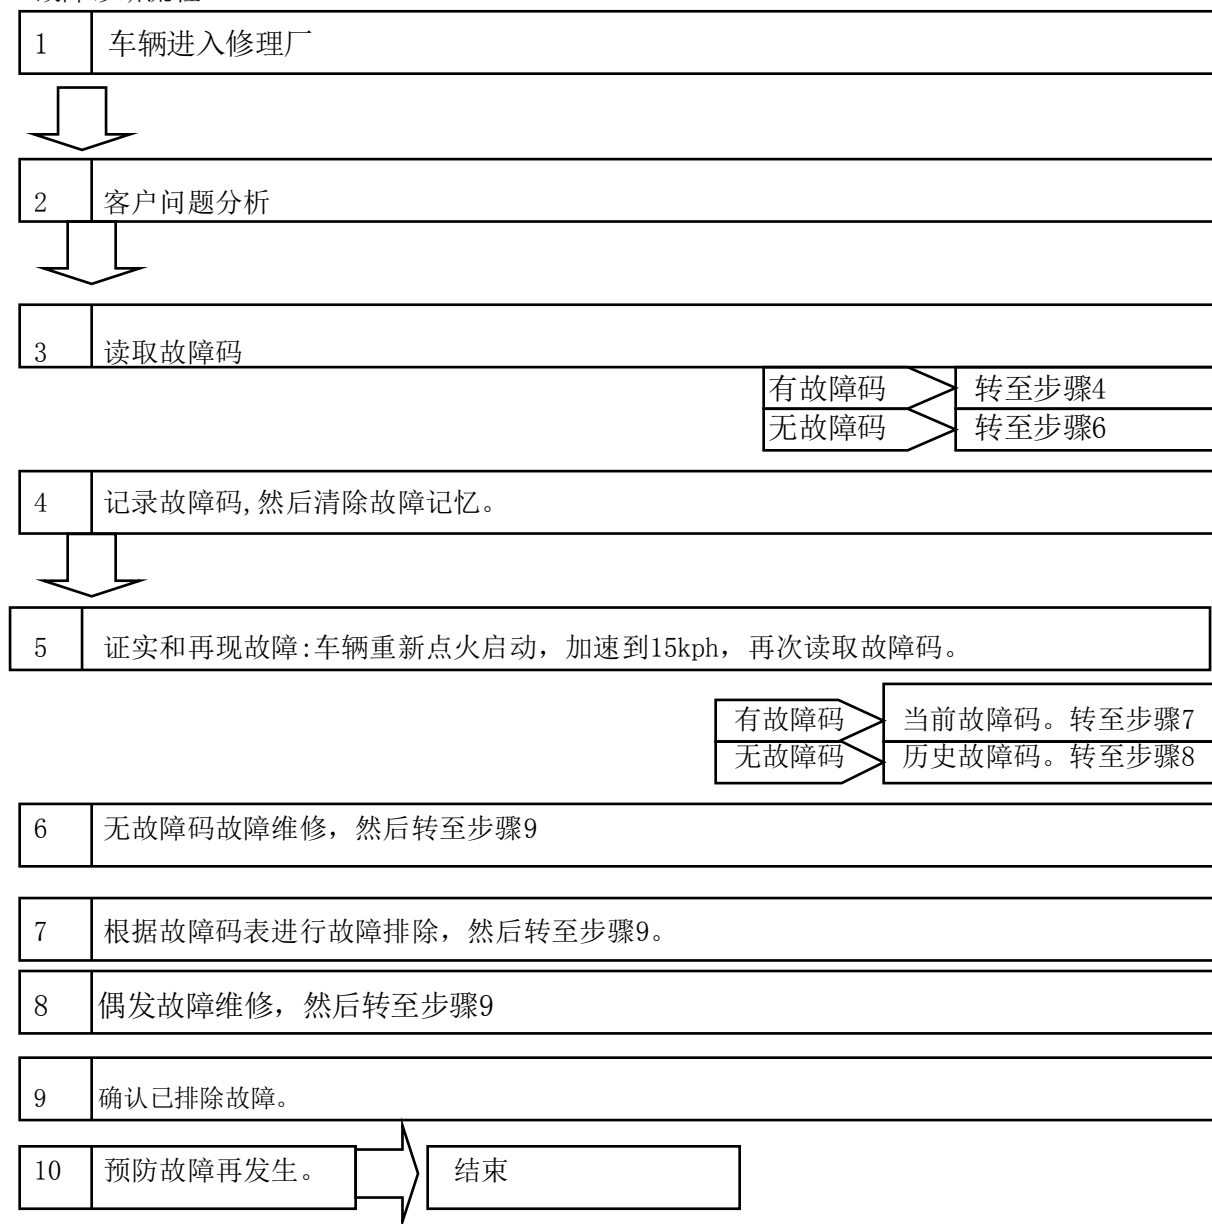 1 车辆进入修理厂
2 客户问题分析
3 读取故障码
有故障码 转至步骤4
无故障码 转至步骤6
4 记录故障码,然后清除故障记忆。
5 证实和再现故障:车辆重新点火启动，加速到15kph，再次读取故障码。
有故障码 当前故障码。转至步骤7
无故障码 历史故障码。转至步骤8
6 无故障码故障维修，然后转至步骤9
7 根据故障码表进行故障排除，然后转至步骤9。
8 偶发故障维修，然后转至步骤9
9 确认已排除故障。
10 预防故障再发生。 结束